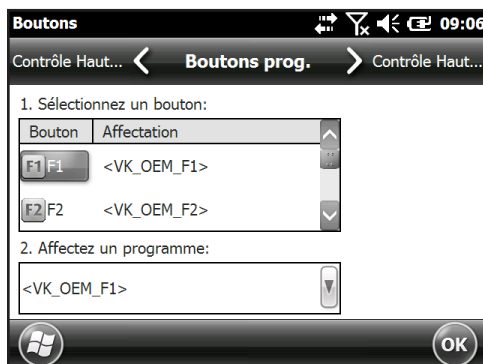 Boutons 09:06
Contrôle Haut... Boutons prog. Contrôle Haut...
1. Sélectionnez un bouton:
Bouton Affectation
F1 F1 <VK_OEM_F1>
F2 F2 <VK_OEM_F2>
2. Affectez un programme:
<VK_OEM_F1>
OK